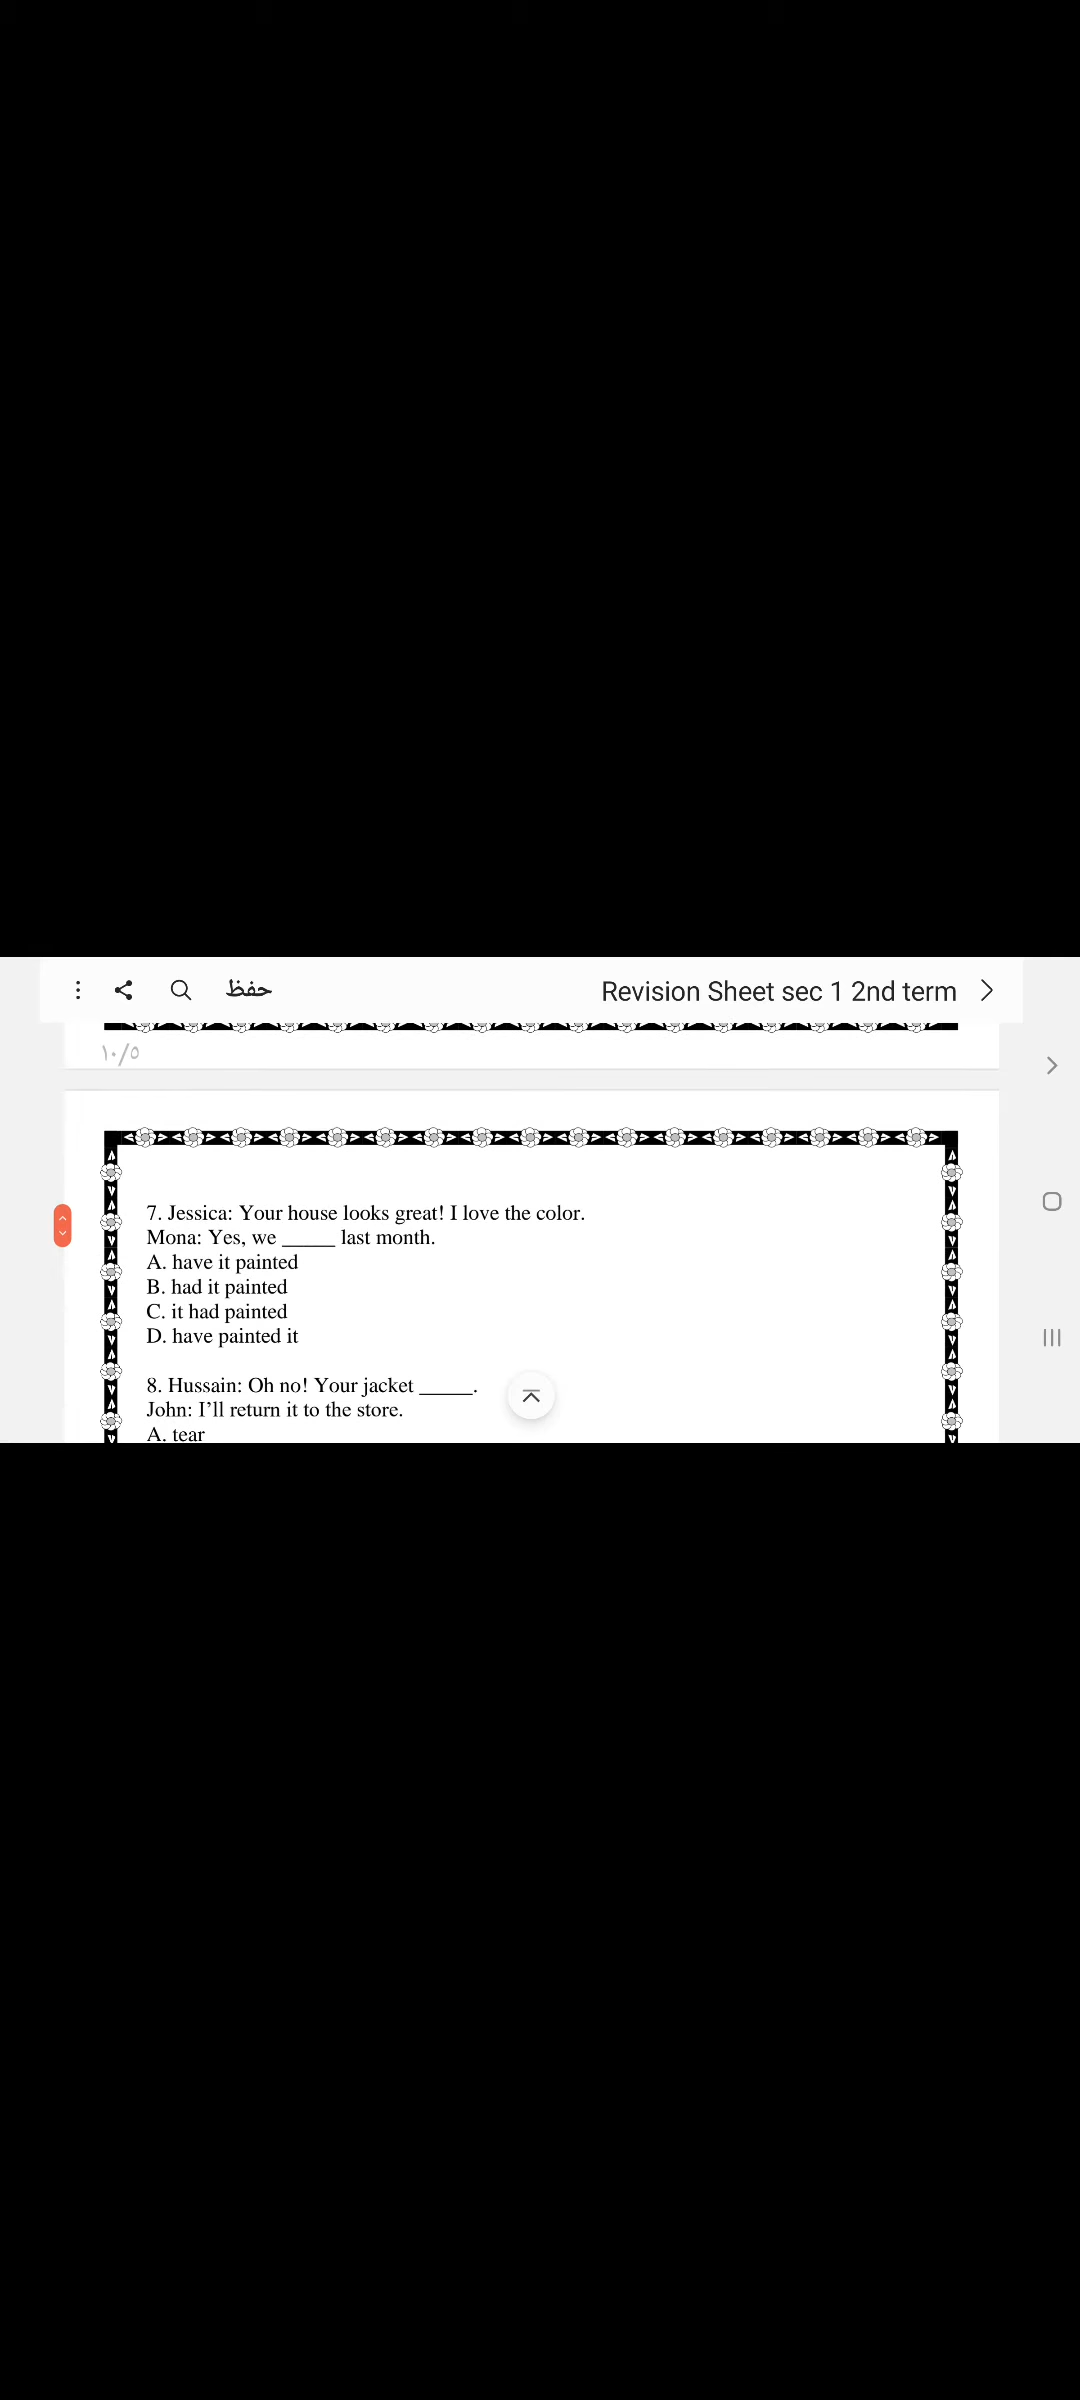 حفظ
Revision Sheet sec 1 2nd term
١٠/٥
7. Jessica: Your house looks great! I love the color.
Mona: Yes, we _____ last month.
A. have it painted
B. had it painted
C. it had painted
D. have painted it
8. Hussain: Oh no! Your jacket _____.
John: I’ll return it to the store.
A. tear